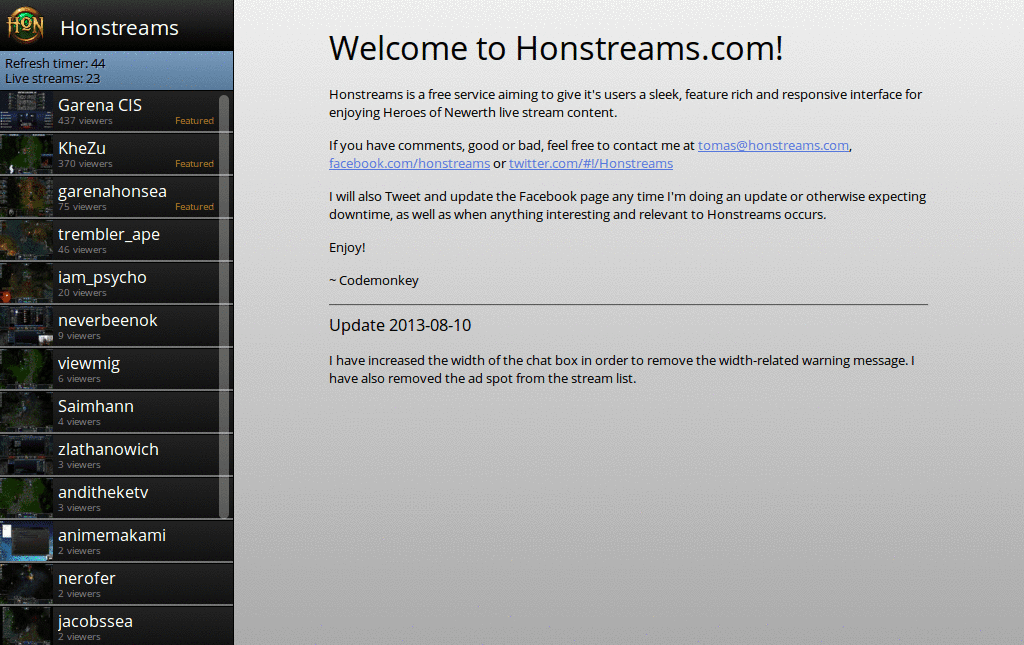 HON
Honstreams
Refresh timer: 44
Live streams: 23
Garena CIS
437 viewers
Featured
KheZu
370 viewers
Featured
garenahonsea
75 viewers
Featured
trembler_ape
46 viewers
iam_psycho
20 viewers
neverbeenok
9 viewers
viewmig
6 viewers
Saimhann
4 viewers
zlathanowich
3 viewers
anditheketv
3 viewers
animemakami
2 viewers
nerofer
2 viewers
jacobssea
2 viewers
Welcome to Honstreams.com!
Honstreams is a free service aiming to give it's users a sleek, feature rich and responsive interface for
enjoying Heroes of Newerth live stream content.
If you have comments, good or bad, feel free to contact me at tomas@honstreams.com,
facebook.com/honstreams or twitter.com/#!/Honstreams
I will also Tweet and update the Facebook page any time I'm doing an update or otherwise expecting
downtime, as well as when anything interesting and relevant to Honstreams occurs.
Enjoy!
~ Codemonkey
Update 2013-08-10
I have increased the width of the chat box in order to remove the width-related warning message. I
have also removed the ad spot from the stream list.